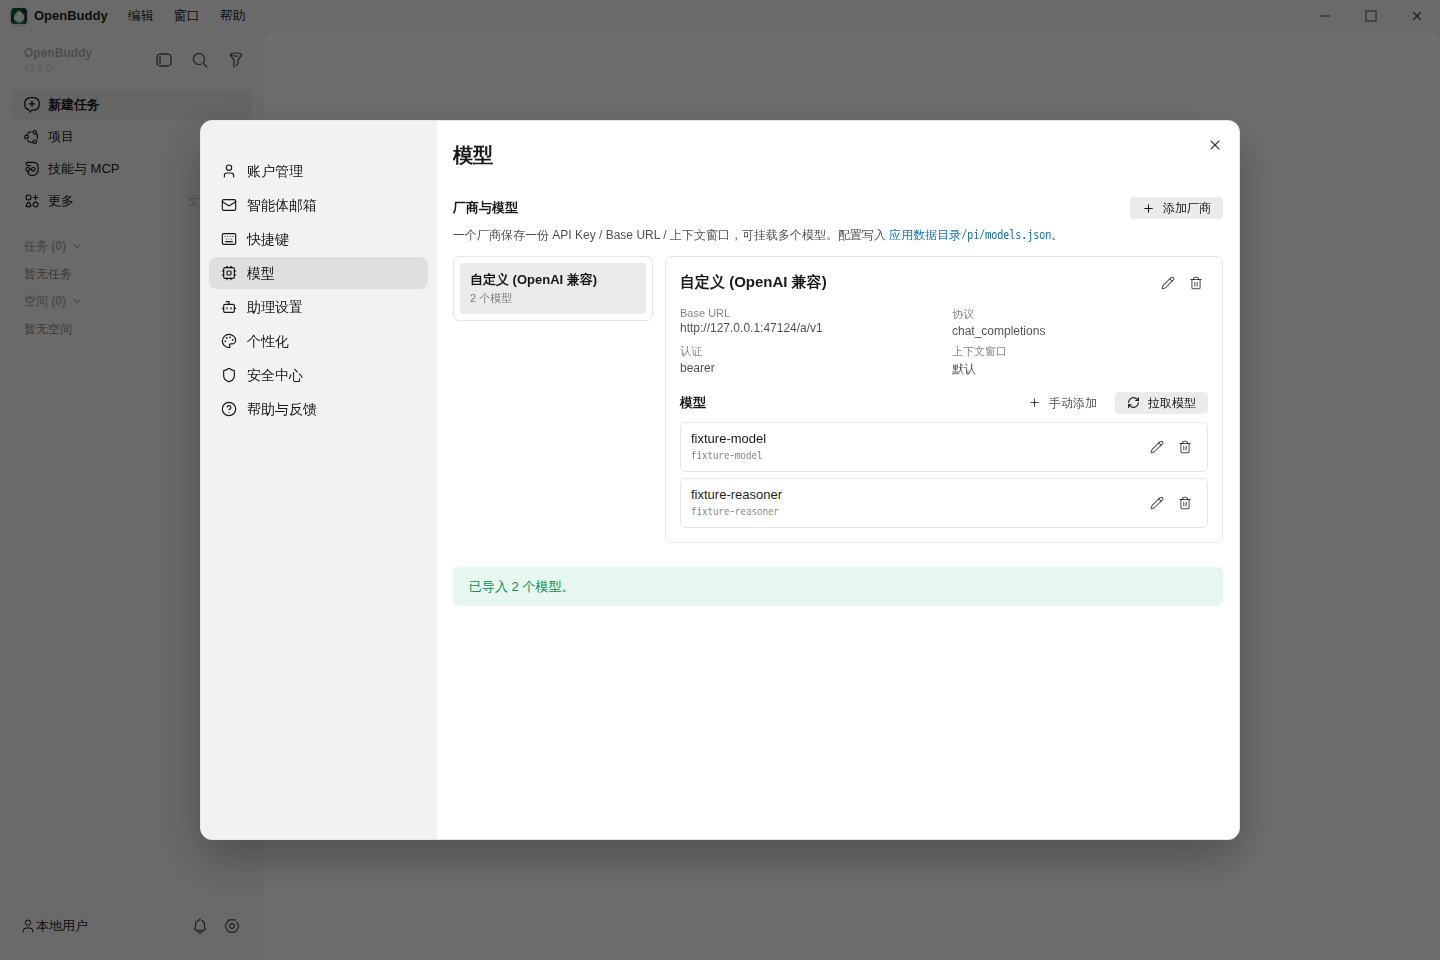 OpenBuddy 编辑 窗口 帮助
OpenBuddy
v1.0.0
新建任务
项目
技能与 MCP
更多
任务 (0)
暂无任务
空间 (0)
暂无空间
本地用户
账户管理
智能体邮箱
快捷键
模型
助理设置
个性化
安全中心
帮助与反馈
模型
厂商与模型
添加厂商
一个厂商保存一份 API Key / Base URL / 上下文窗口，可挂载多个模型。配置写入 应用数据目录/pi/models.json。
自定义 (OpenAI 兼容)
2 个模型
自定义 (OpenAI 兼容)
Base URL
http://127.0.0.1:47124/a/v1
协议
chat_completions
认证
bearer
上下文窗口
默认
模型
手动添加
拉取模型
fixture-model
fixture-model
fixture-reasoner
fixture-reasoner
已导入 2 个模型。